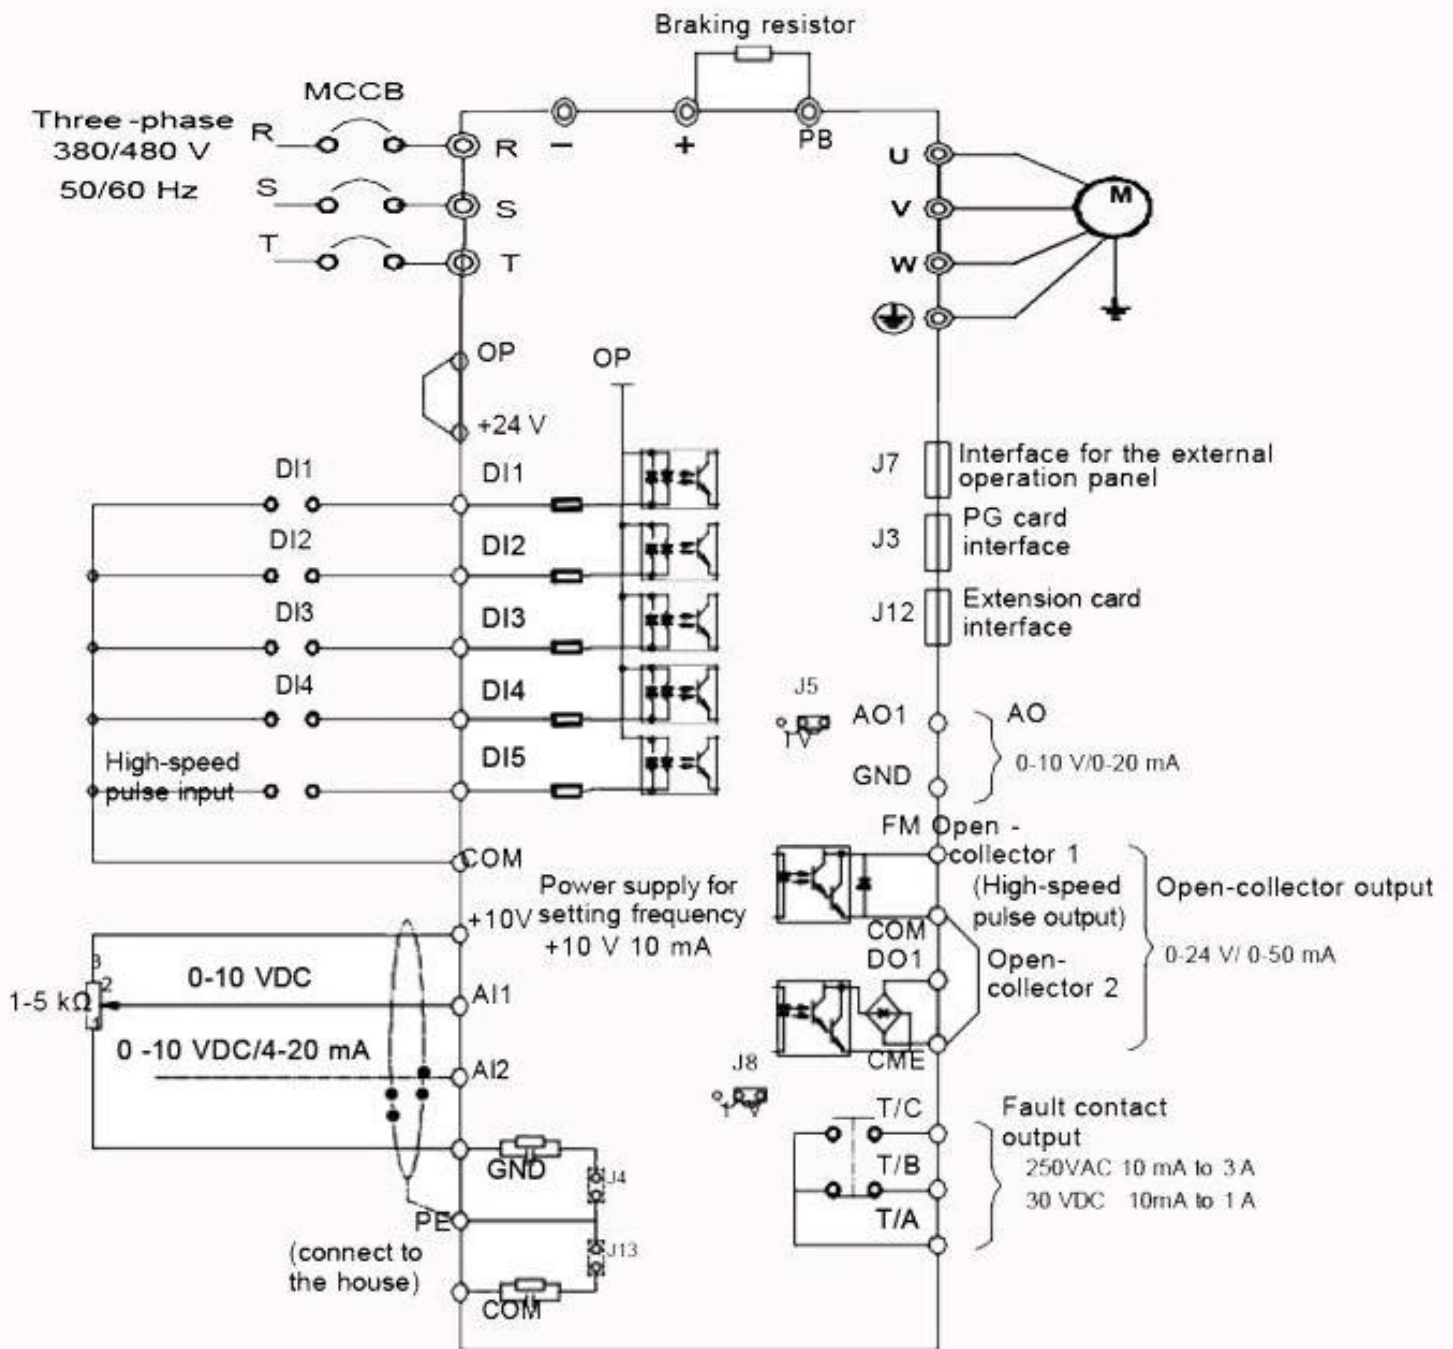 Braking resistor
MCCB
Three-phase
380/480 V
50/60 Hz
R
R
S
S
T
T
−
+
PB
U
V
W
M
OP
+24 V
OP
DI1
DI1
DI2
DI2
DI3
DI3
DI4
DI4
High-speed
pulse input
DI5
COM
+10V
Power supply for
setting frequency
+10 V 10 mA
3
2
1-5 kΩ
0-10 VDC
AI1
0 -10 VDC/4-20 mA
AI2
GND
J4
PE
(connect to
the house)
J13
COM
J7
Interface for the external
operation panel
J3
PG card
interface
J12
Extension card
interface
J5
I V
AO1
AO
0-10 V/0-20 mA
GND
FM Open -
collector 1
(High-speed
pulse output)
Open-collector output
0-24 V/ 0-50 mA
COM
DO1
Open-
collector 2
CME
J8
T/C
T/B
T/A
Fault contact
output
250VAC 10 mA to 3 A
30 VDC 10mA to 1 A